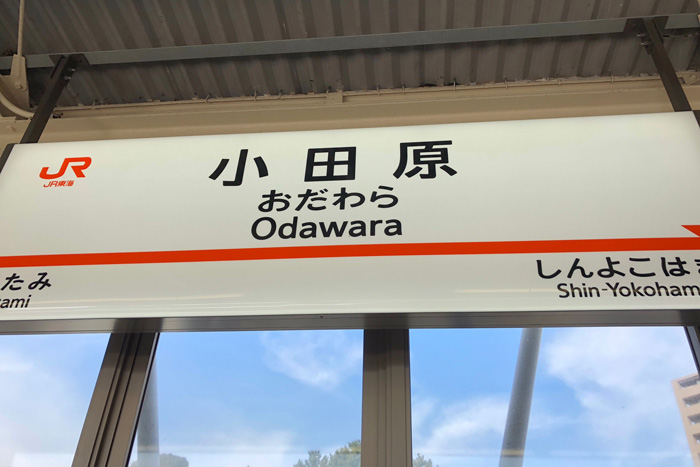 JR
JR東海
小田原
おだわら
Odawara
たみ
ami
しんよこはま
Shin-Yokoham